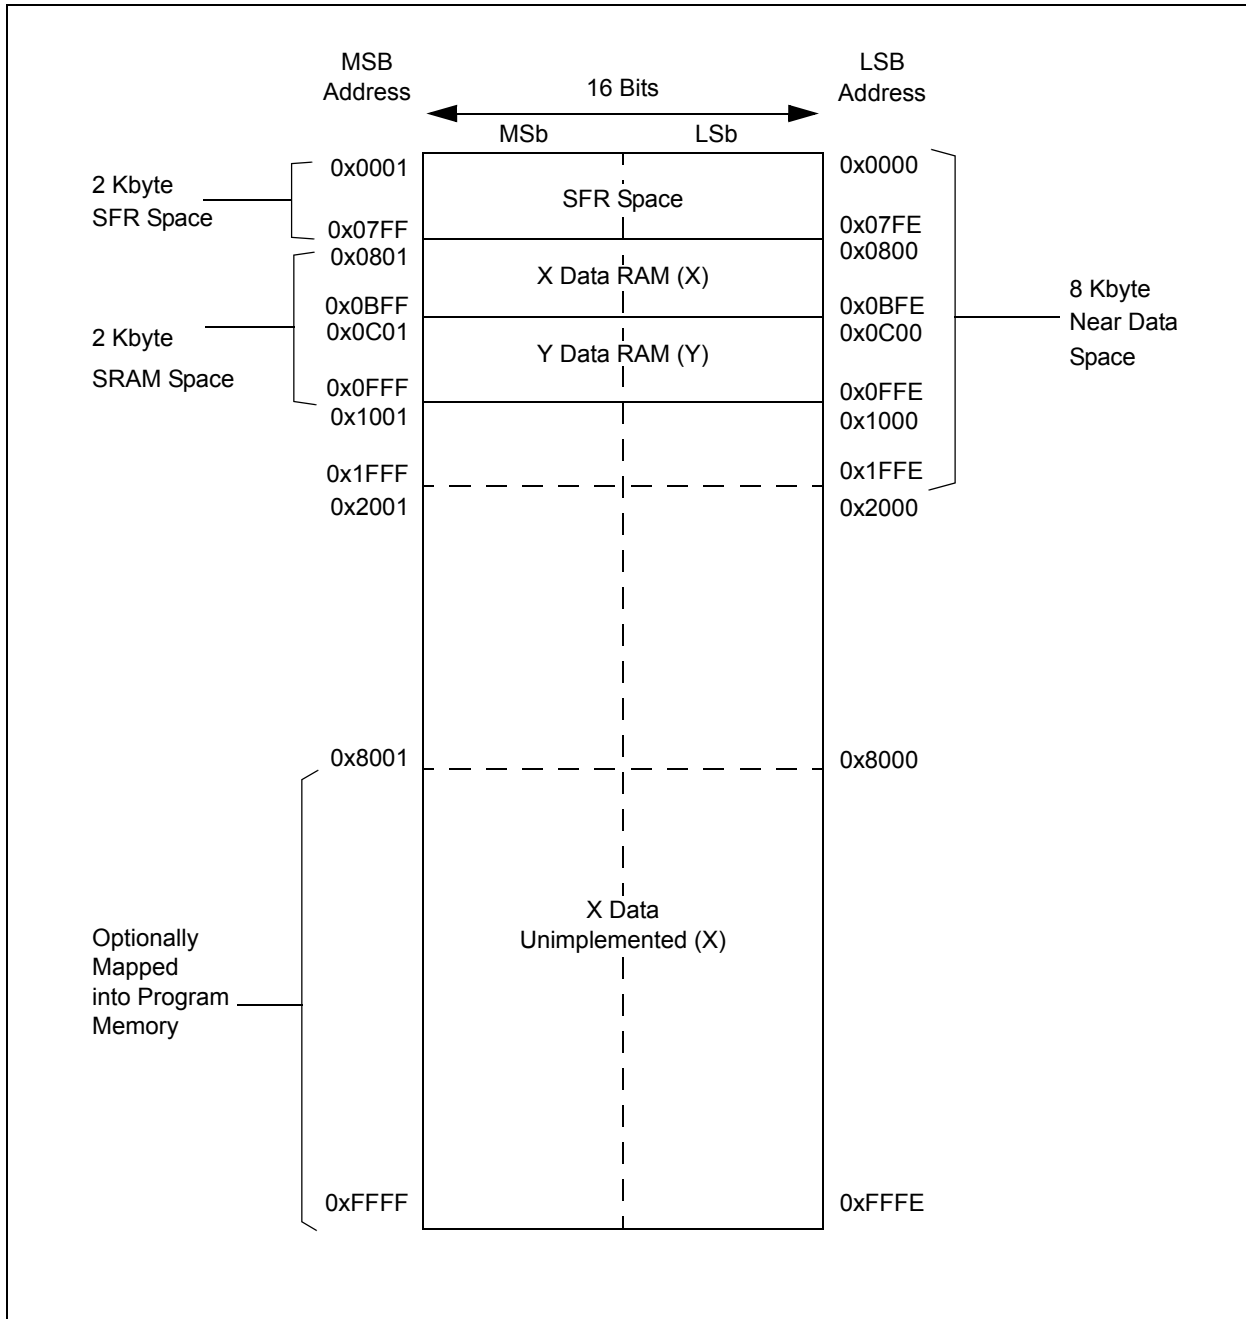 MSB
Address
LSB
Address
16 Bits
MSb
LSb
0x0001
0x0000
2 Kbyte
SFR Space
SFR Space
0x07FF
0x07FE
0x0801
0x0800
X Data RAM (X)
0x0BFF
0x0BFE
0x0C01
0x0C00
2 Kbyte
SRAM Space
Y Data RAM (Y)
8 Kbyte
Near Data
Space
0x0FFF
0x0FFE
0x1001
0x1000
0x1FFF
0x1FFE
0x2001
0x2000
0x8001
0x8000
X Data
Unimplemented (X)
Optionally
Mapped
into Program
Memory
0xFFFF
0xFFFE